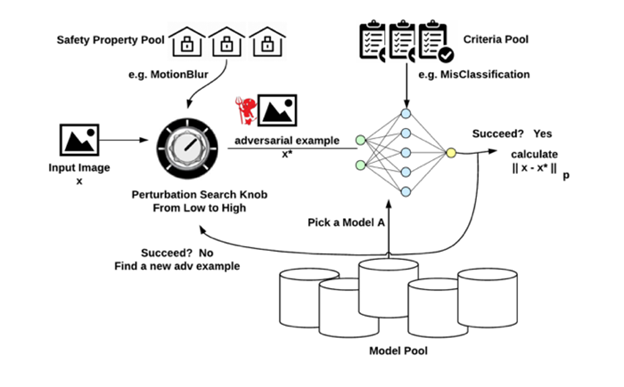 Safety Property Pool
Criteria Pool
e.g. MotionBlur
e.g. MisClassification
Input Image
x
adversarial example
x*
Succeed? Yes
calculate
|| x - x* || p
Perturbation Search Knob
From Low to High
Pick a Model A
Succeed? No
Find a new adv example
Model Pool